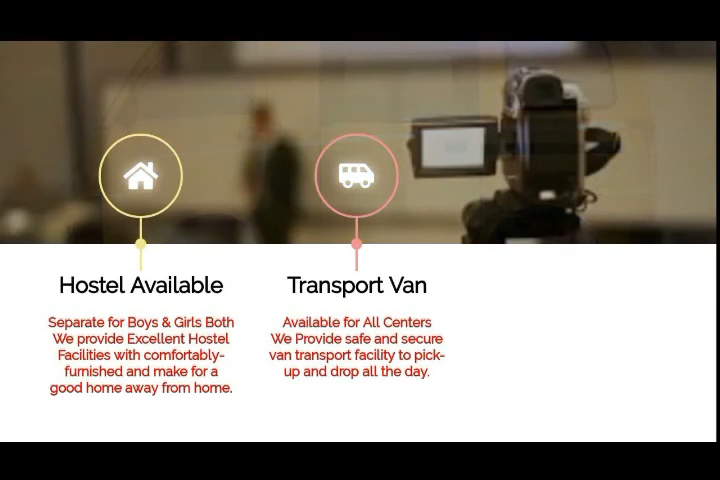 Hostel Available
Separate for Boys & Girls Both
We provide Excellent Hostel
Facilities with comfortably-
furnished and make for a
good home away from home.
Transport Van
Available for All Centers
We Provide safe and secure
van transport facility to pick-
up and drop all the day.